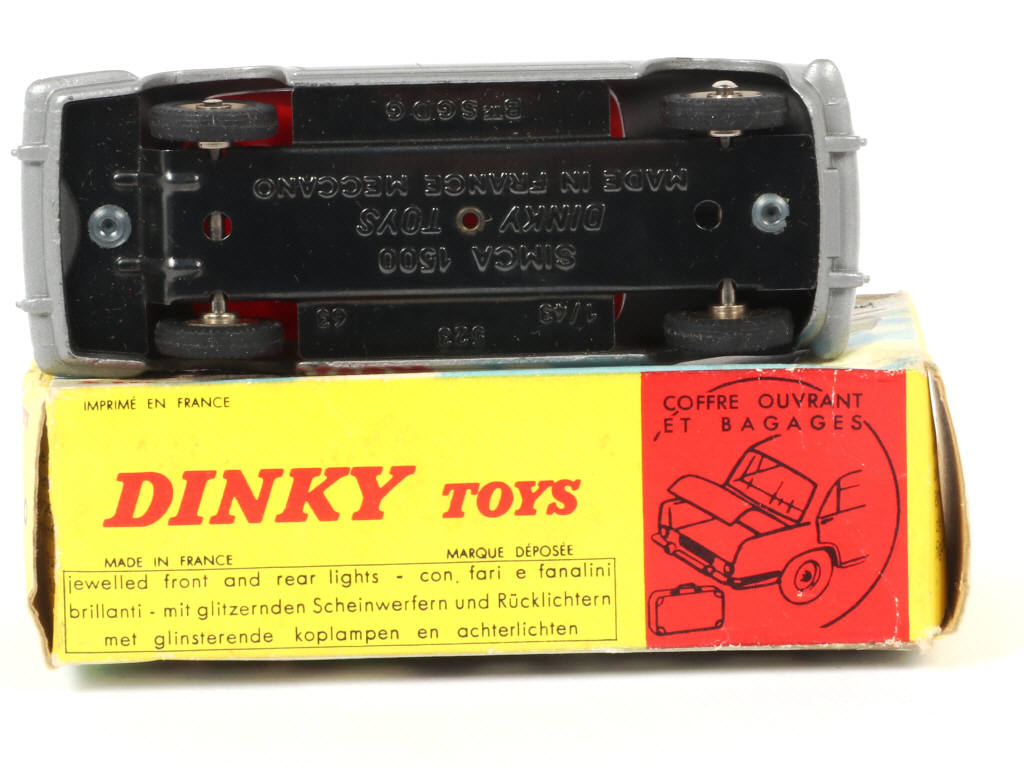 Bᵀᴱ S G D G
MADE IN FRANCE MECCANO
DINKY TOYS
SIMCA 1500
1/43
523
63
IMPRIMÉ EN FRANCE
DINKY TOYS
MADE IN FRANCE
MARQUE DÉPOSÉE
jewelled front and rear lights - con. fari e fanalini
brillanti - mit glitzernden Scheinwerfern und Rücklichtern
met glinsterende koplampen en achterlichten
COFFRE OUVRANT
ET BAGAGES